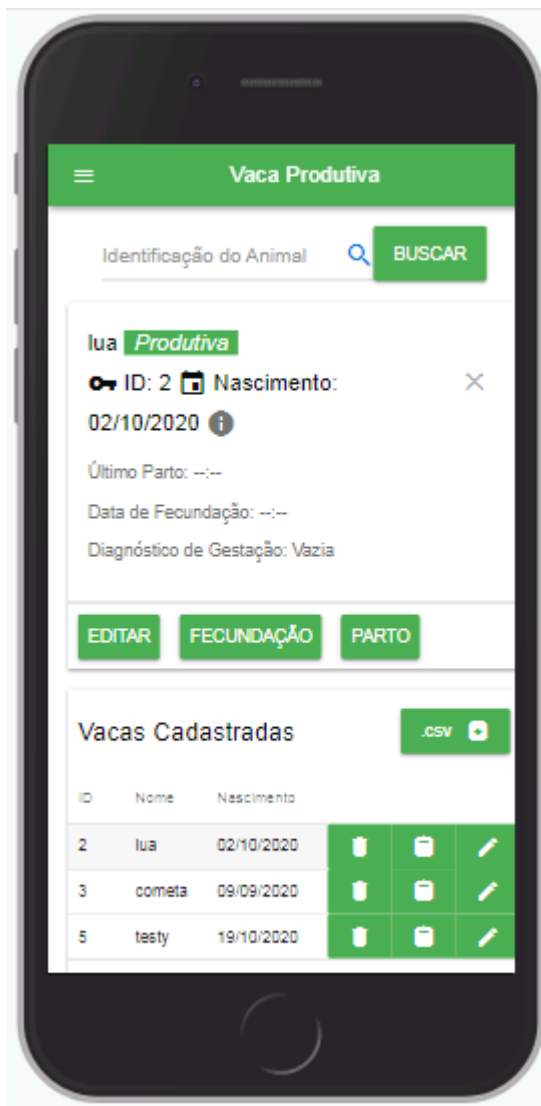 Vaca Produtiva
Identificação do Animal BUSCAR
lua Produtiva
ID: 2 Nascimento:
02/10/2020
Último Parto: --:--
Data de Fecundação: --:--
Diagnóstico de Gestação: Vazia
EDITAR FECUNDAÇÃO PARTO
Vacas Cadastradas .csv
ID Nome Nascimento
2 lua 02/10/2020
3 cometa 09/09/2020
5 testy 19/10/2020